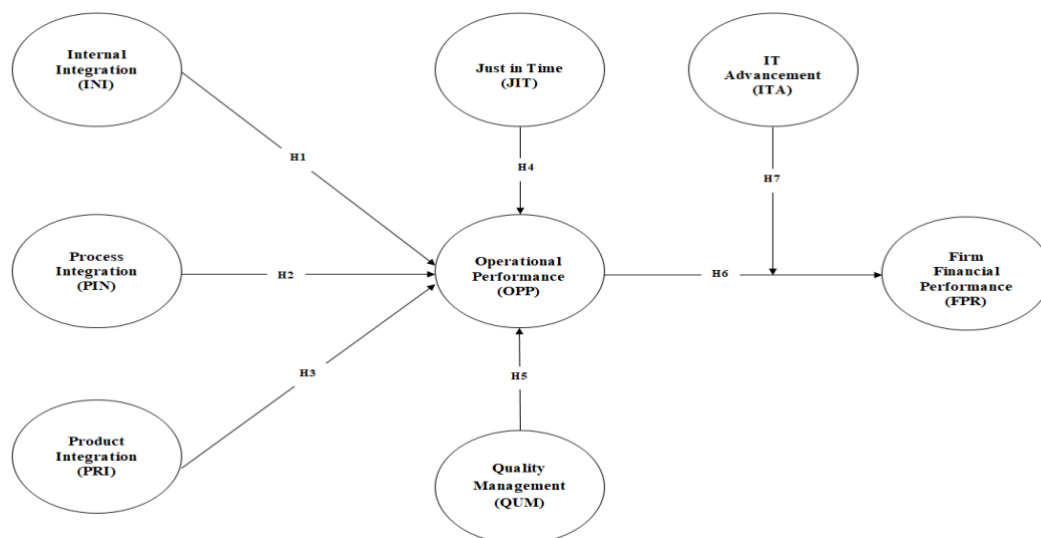 Internal
Integration
(INI)
Just in Time
(JIT)
IT
Advancement
(ITA)
H1
H4
H7
Process
Integration
(PIN)
H2
Operational
Performance
(OPP)
H6
Firm
Financial
Performance
(FPR)
H3
H5
Product
Integration
(PRI)
Quality
Management
(QUM)